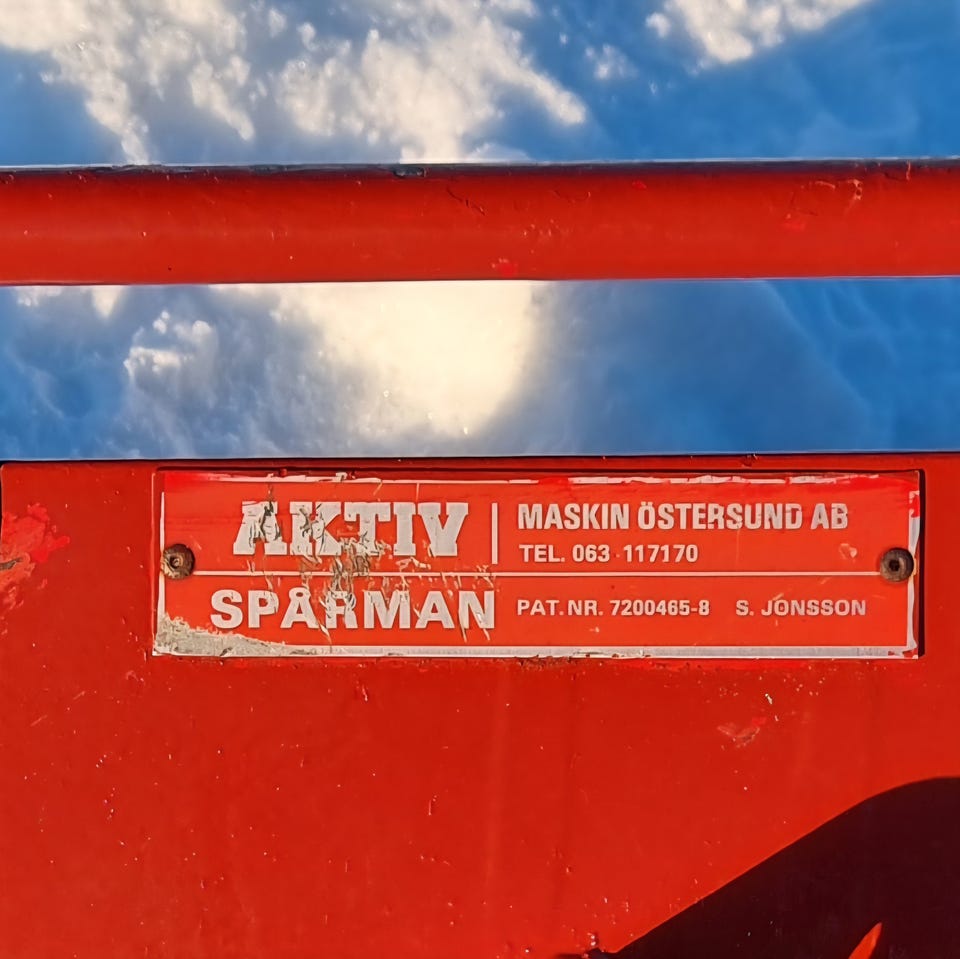 AKTIV
MASKIN ÖSTERSUND AB
TEL. 063-117170
SPÅRMAN
PAT. NR. 7200465-8 S. JONSSON